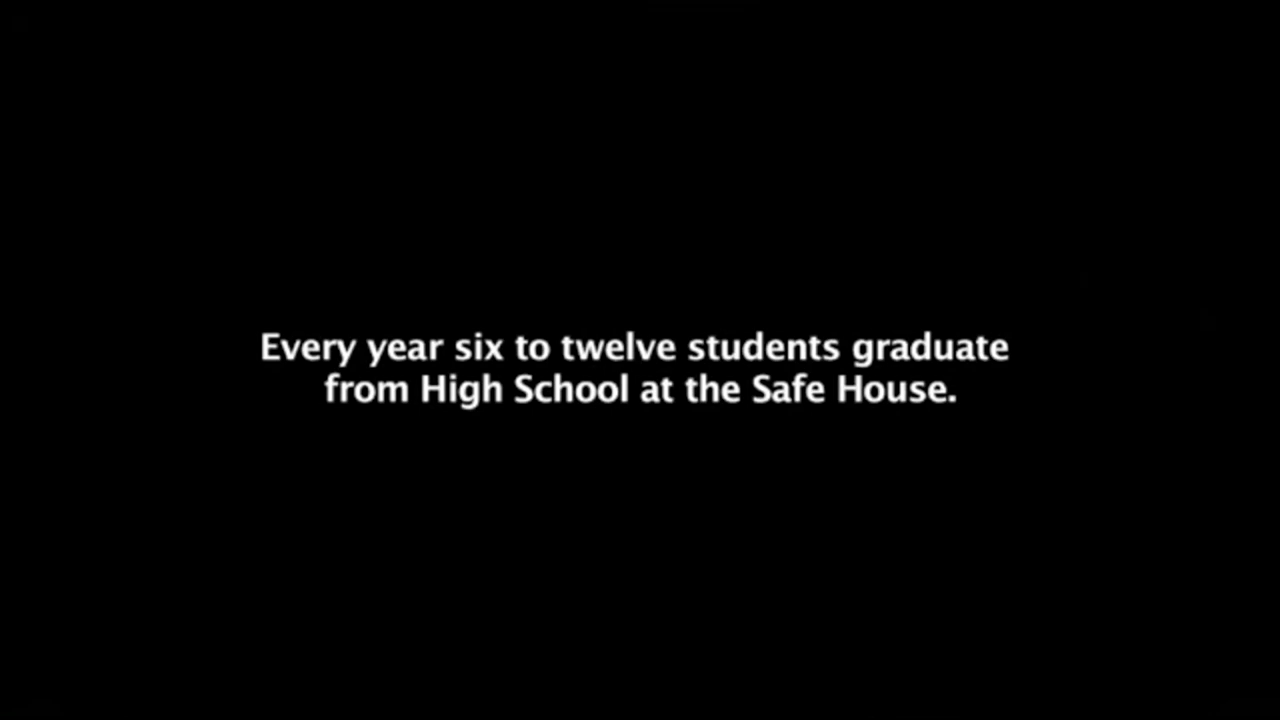 Every year six to twelve students graduate
from High School at the Safe House.